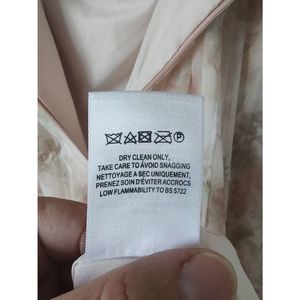 P
DRY CLEAN ONLY,
TAKE CARE TO AVOID SNAGGING
NETTOYAGE A SEC UNIQUEMENT,
PRENEZ SOIN D'ÉVITER ACCROCS
LOW FLAMMABILITY TO BS 5722